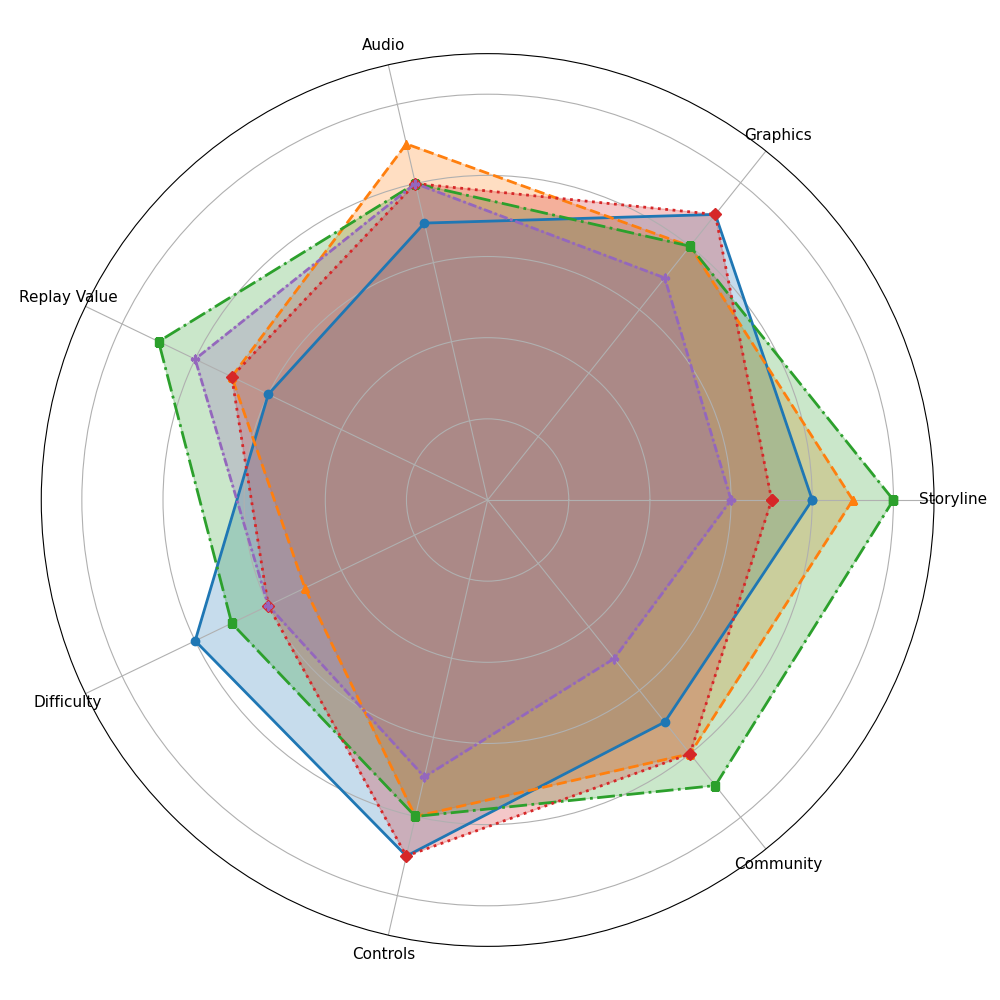 Audio
Graphics
Replay Value
Storyline
Difficulty
Community
Controls